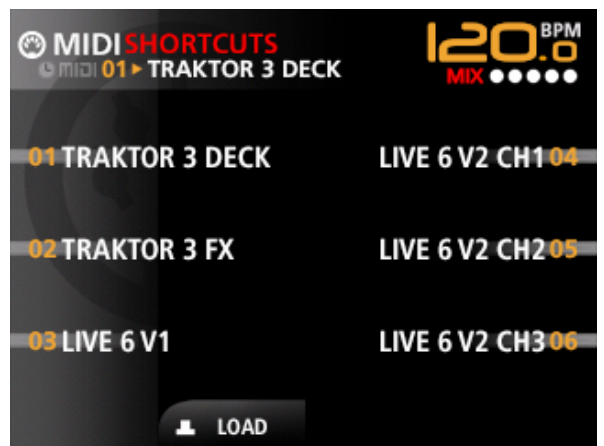 MIDI SHORTCUTS
midi 01 ▸ TRAKTOR 3 DECK
120.0 BPM
MIX
01 TRAKTOR 3 DECK
LIVE 6 V2 CH1 04
02 TRAKTOR 3 FX
LIVE 6 V2 CH2 05
03 LIVE 6 V1
LIVE 6 V2 CH3 06
LOAD